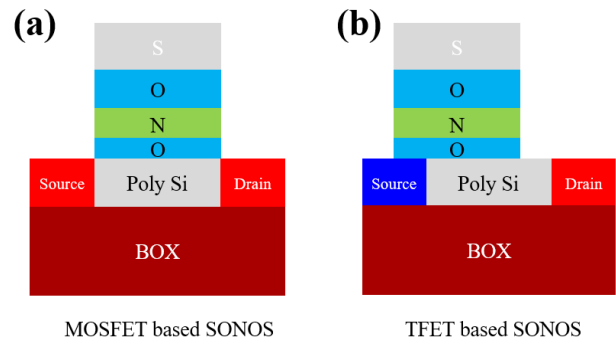 (a)
S
O
N
O
Source
Poly Si
Drain
BOX
MOSFET based SONOS
(b)
S
O
N
O
Source
Poly Si
Drain
BOX
TFET based SONOS